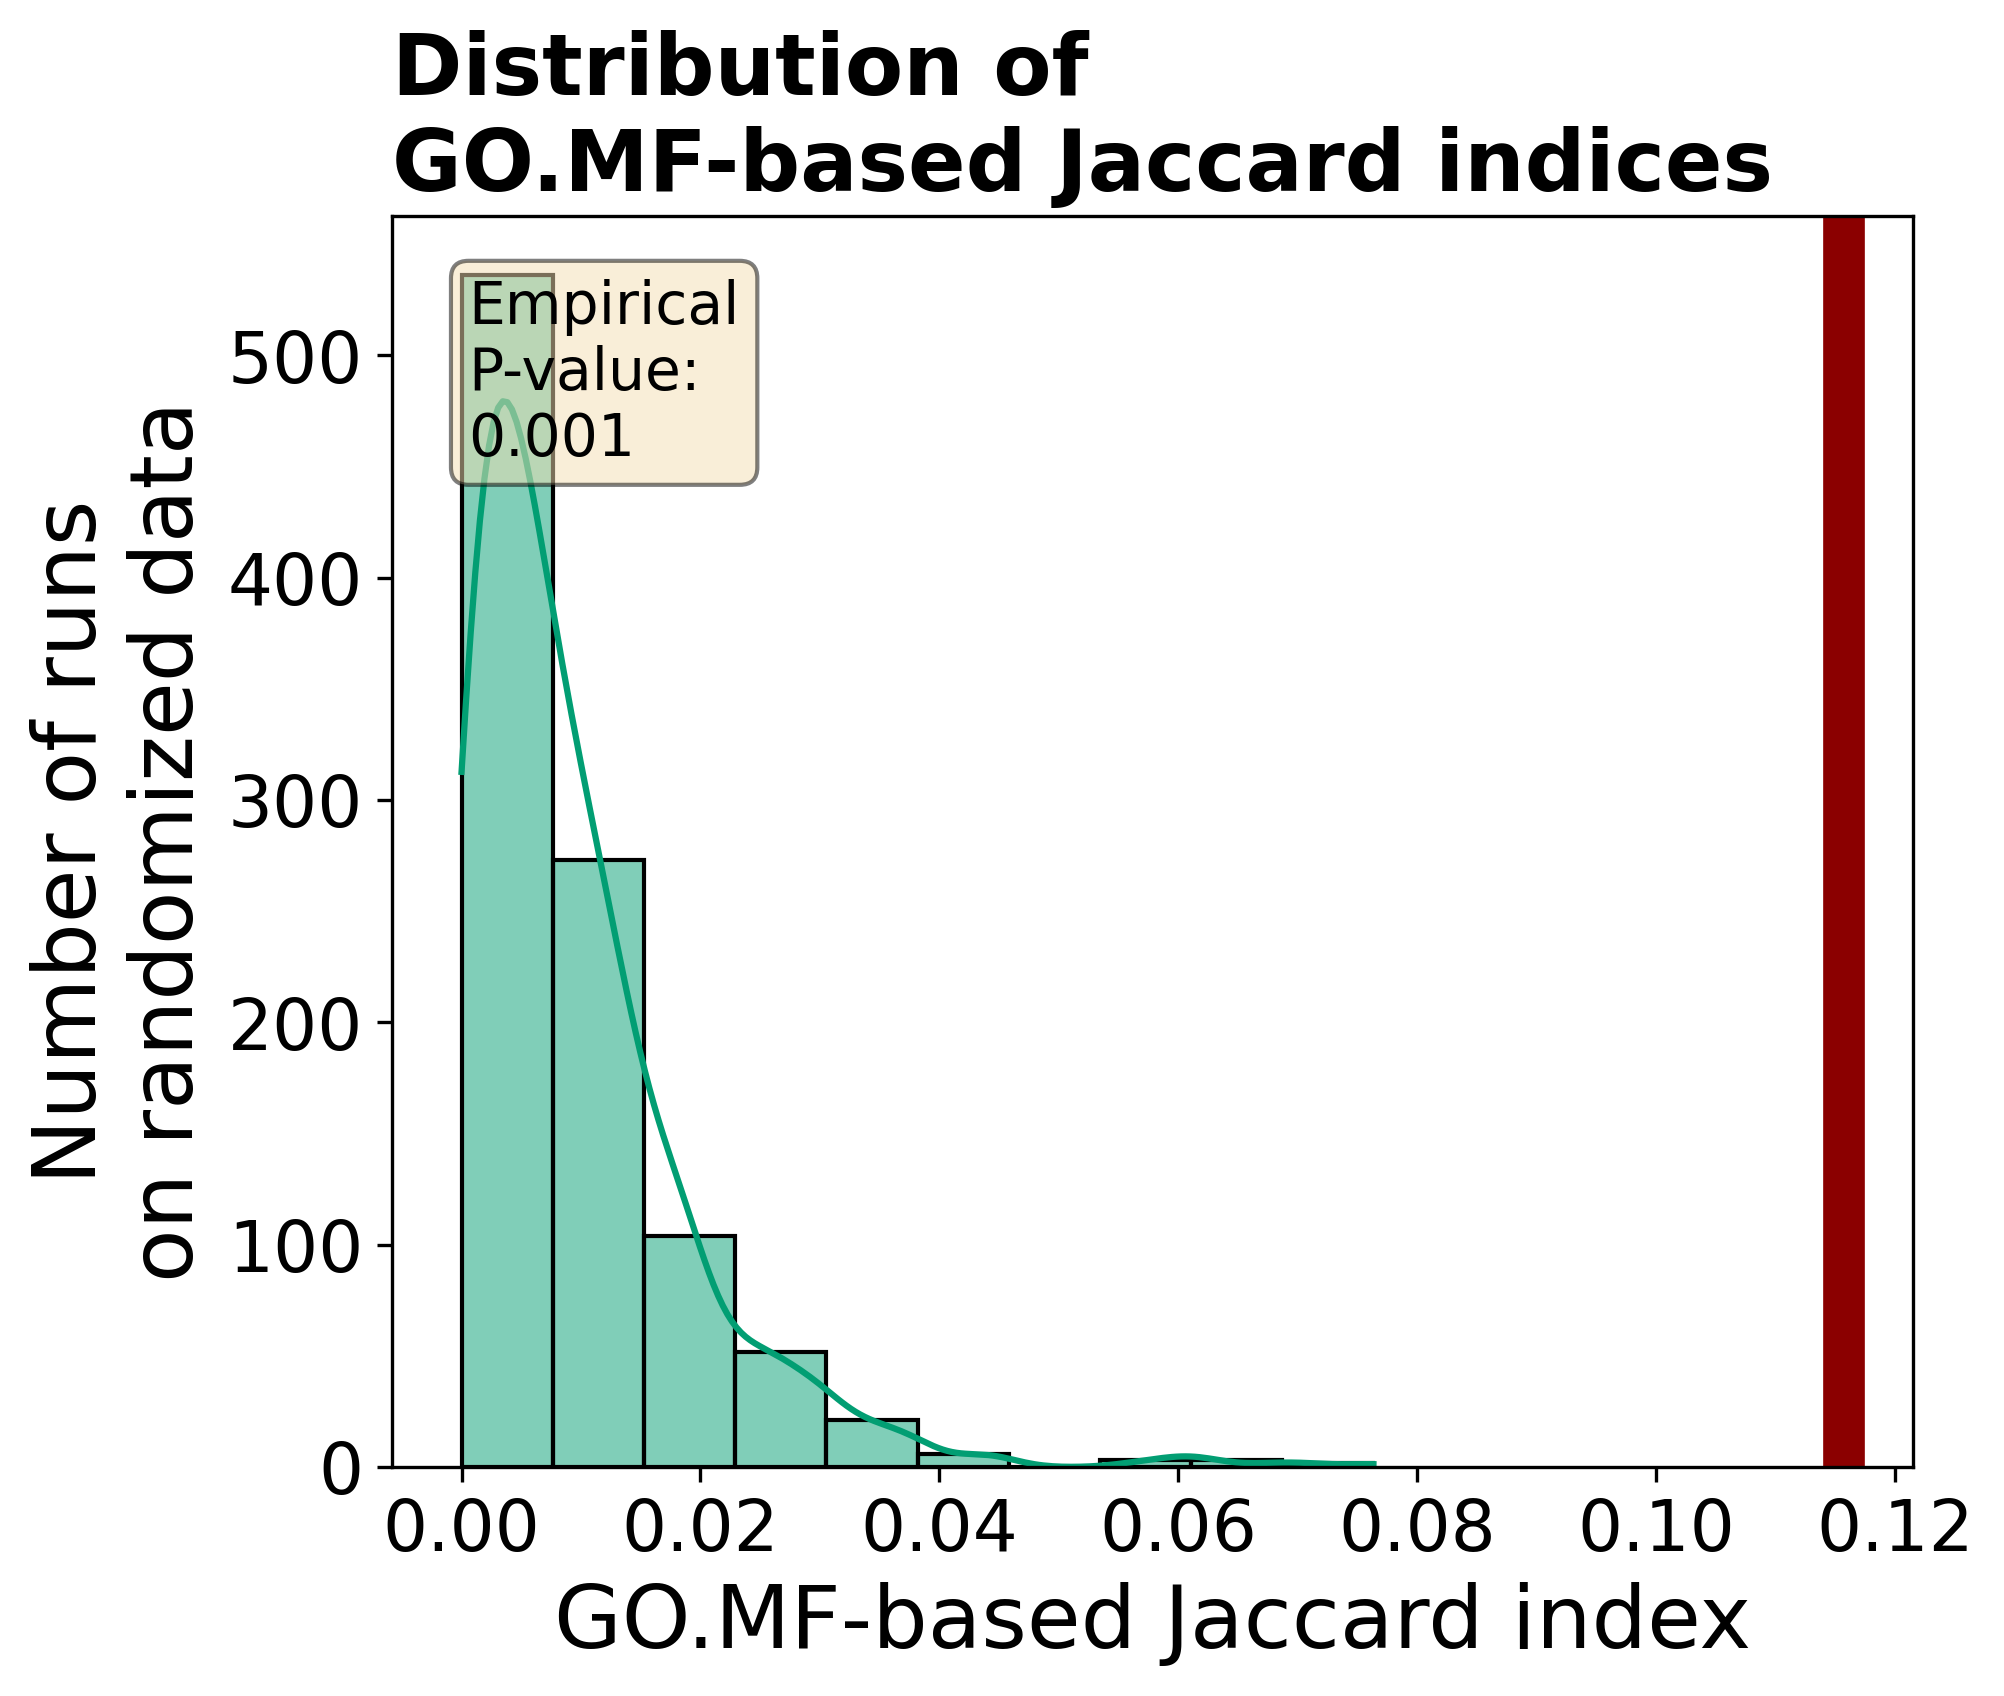 Distribution of
GO.MF-based Jaccard indices
Number of runs
on randomized data
500
400
300
200
100
0
Empirical
P-value:
0.001
0.00
0.02
0.04
0.06
0.08
0.10
0.12
GO.MF-based Jaccard index